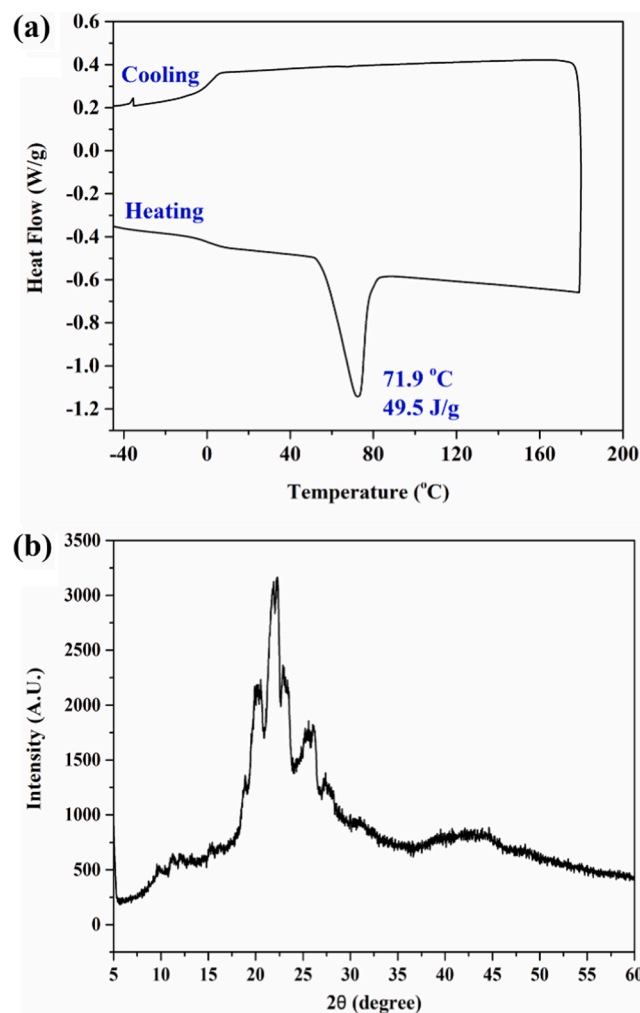 (a)
0.6
0.4
0.2
0.0
-0.2
-0.4
-0.6
-0.8
-1.0
-1.2
Heat Flow (W/g)
Cooling
Heating
71.9 °C
49.5 J/g
-40 0 40 80 120 160 200
Temperature (°C)
(b)
3500
3000
2500
2000
1500
1000
500
0
Intensity (A.U.)
5 10 15 20 25 30 35 40 45 50 55 60
2θ (degree)